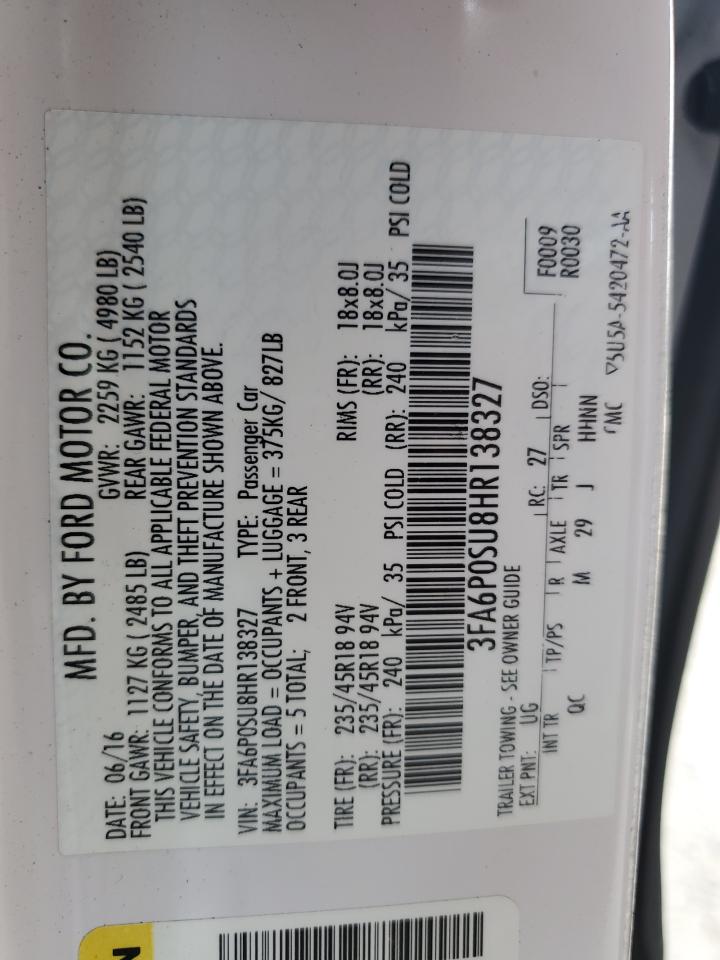 MFD. BY FORD MOTOR CO.
DATE: 06/16 GVWR: 2259 KG ( 4980 LB)
FRONT GAWR: 1127 KG ( 2485 LB) REAR GAWR: 1152 KG ( 2540 LB)
THIS VEHICLE CONFORMS TO ALL APPLICABLE FEDERAL MOTOR
VEHICLE SAFETY, BUMPER, AND THEFT PREVENTION STANDARDS
IN EFFECT ON THE DATE OF MANUFACTURE SHOWN ABOVE.
VIN: 3FA6P0SU8HR138327 TYPE: Passenger Car
MAXIMUM LOAD = OCCUPANTS + LUGGAGE = 375KG/ 827LB
OCCUPANTS = 5 TOTAL; 2 FRONT, 3 REAR
TIRE (FR): 235/45R18 94V RIMS (FR): 18x8.0J
(RR): 235/45R18 94V (RR): 18x8.0J
PRESSURE (FR): 240 kPa/ 35 PSI COLD (RR): 240 kPa/ 35 PSI COLD
3FA6P0SU8HR138327
TRAILER TOWING - SEE OWNER GUIDE
F0009
EXT PNT: UG RC: 27 DSO: R0030
INT TR TP/PS R AXLE TR SPR
QC M 29 J HHNN
5U5A-5420472-AA